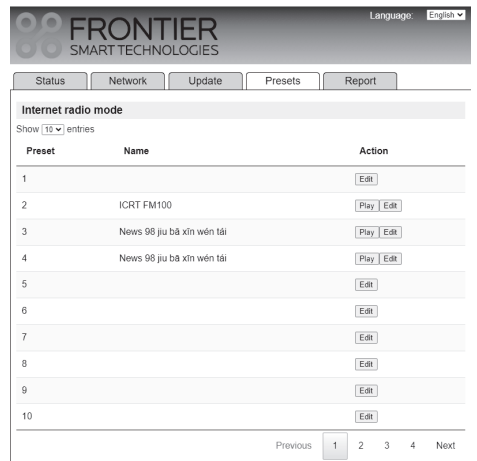 Language: English
FRONTIER
SMART TECHNOLOGIES
Status Network Update Presets Report
Internet radio mode
Show 10 entries
Preset Name Action
1 Edit
2 ICRT FM100 Play Edit
3 News 98 jiu bā xīn wén tái Play Edit
4 News 98 jiu bā xīn wén tái Play Edit
5 Edit
6 Edit
7 Edit
8 Edit
9 Edit
10 Edit
Previous 1 2 3 4 Next